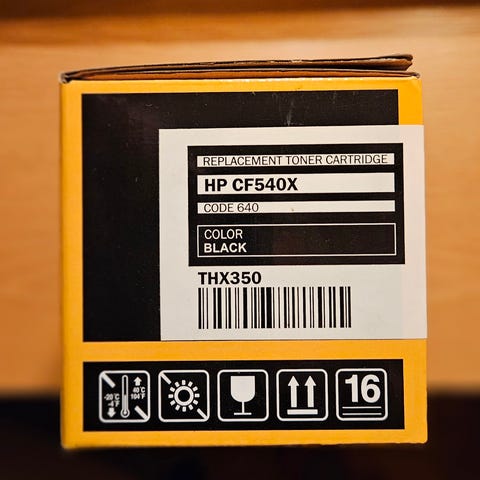 REPLACEMENT TONER CARTRIDGE
HP CF540X
CODE 640
COLOR
BLACK
THX350
-20°C
-4°F
40°C
104°F
16